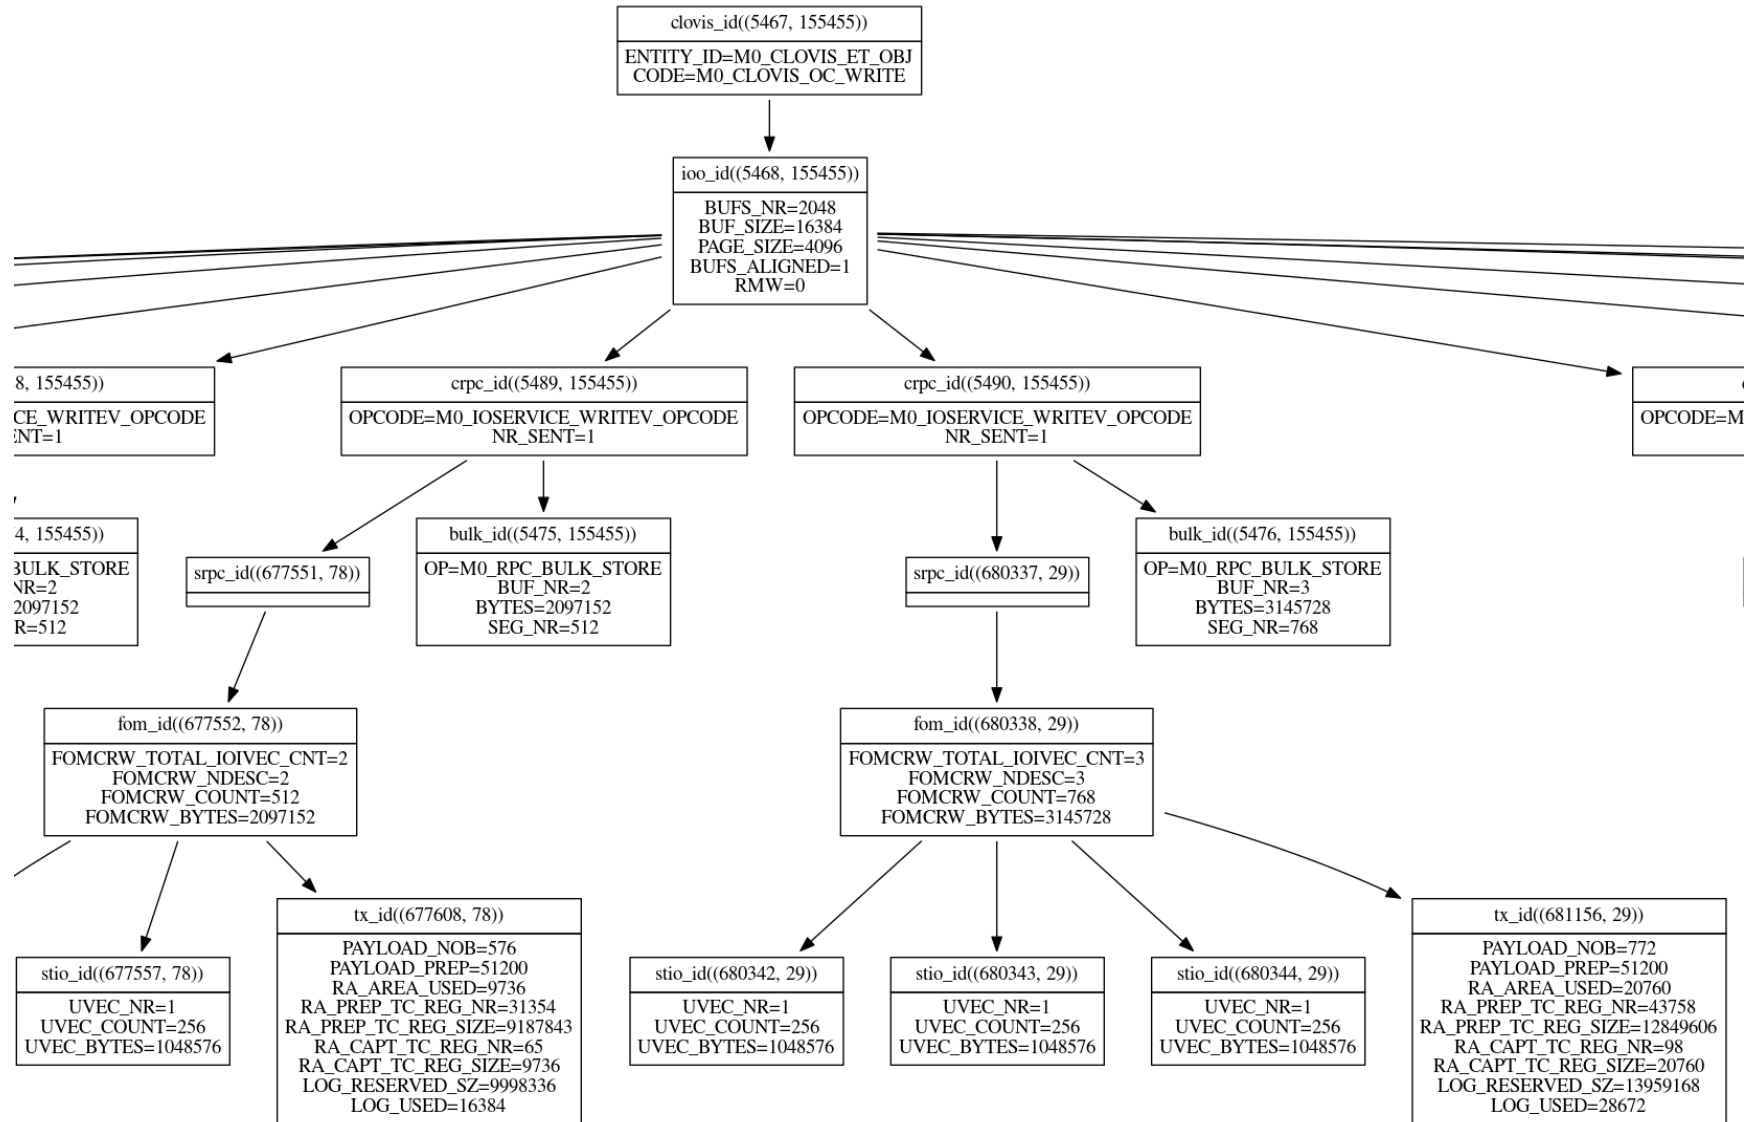 clovis_id((5467, 155455))
ENTITY_ID=M0_CLOVIS_ET_OBJ
CODE=M0_CLOVIS_OC_WRITE
ioo_id((5468, 155455))
BUFS_NR=2048
BUF_SIZE=16384
PAGE_SIZE=4096
BUFS_ALIGNED=1
RMW=0
8, 155455))
CE_WRITEV_OPCODE
ENT=1
crpc_id((5489, 155455))
OPCODE=M0_IOSERVICE_WRITEV_OPCODE
NR_SENT=1
crpc_id((5490, 155455))
OPCODE=M0_IOSERVICE_WRITEV_OPCODE
NR_SENT=1
OPCODE=M
4, 155455))
BULK_STORE
NR=2
2097152
R=512
srpc_id((677551, 78))
bulk_id((5475, 155455))
OP=M0_RPC_BULK_STORE
BUF_NR=2
BYTES=2097152
SEG_NR=512
srpc_id((680337, 29))
bulk_id((5476, 155455))
OP=M0_RPC_BULK_STORE
BUF_NR=3
BYTES=3145728
SEG_NR=768
fom_id((677552, 78))
FOMCRW_TOTAL_IOIVEC_CNT=2
FOMCRW_NDESC=2
FOMCRW_COUNT=512
FOMCRW_BYTES=2097152
fom_id((680338, 29))
FOMCRW_TOTAL_IOIVEC_CNT=3
FOMCRW_NDESC=3
FOMCRW_COUNT=768
FOMCRW_BYTES=3145728
stio_id((677557, 78))
UVEC_NR=1
UVEC_COUNT=256
UVEC_BYTES=1048576
tx_id((677608, 78))
PAYLOAD_NOB=576
PAYLOAD_PREP=51200
RA_AREA_USED=9736
RA_PREP_TC_REG_NR=31354
RA_PREP_TC_REG_SIZE=9187843
RA_CAPT_TC_REG_NR=65
RA_CAPT_TC_REG_SIZE=9736
LOG_RESERVED_SZ=9998336
LOG_USED=16384
stio_id((680342, 29))
UVEC_NR=1
UVEC_COUNT=256
UVEC_BYTES=1048576
stio_id((680343, 29))
UVEC_NR=1
UVEC_COUNT=256
UVEC_BYTES=1048576
stio_id((680344, 29))
UVEC_NR=1
UVEC_COUNT=256
UVEC_BYTES=1048576
tx_id((681156, 29))
PAYLOAD_NOB=772
PAYLOAD_PREP=51200
RA_AREA_USED=20760
RA_PREP_TC_REG_NR=43758
RA_PREP_TC_REG_SIZE=12849606
RA_CAPT_TC_REG_NR=98
RA_CAPT_TC_REG_SIZE=20760
LOG_RESERVED_SZ=13959168
LOG_USED=28672